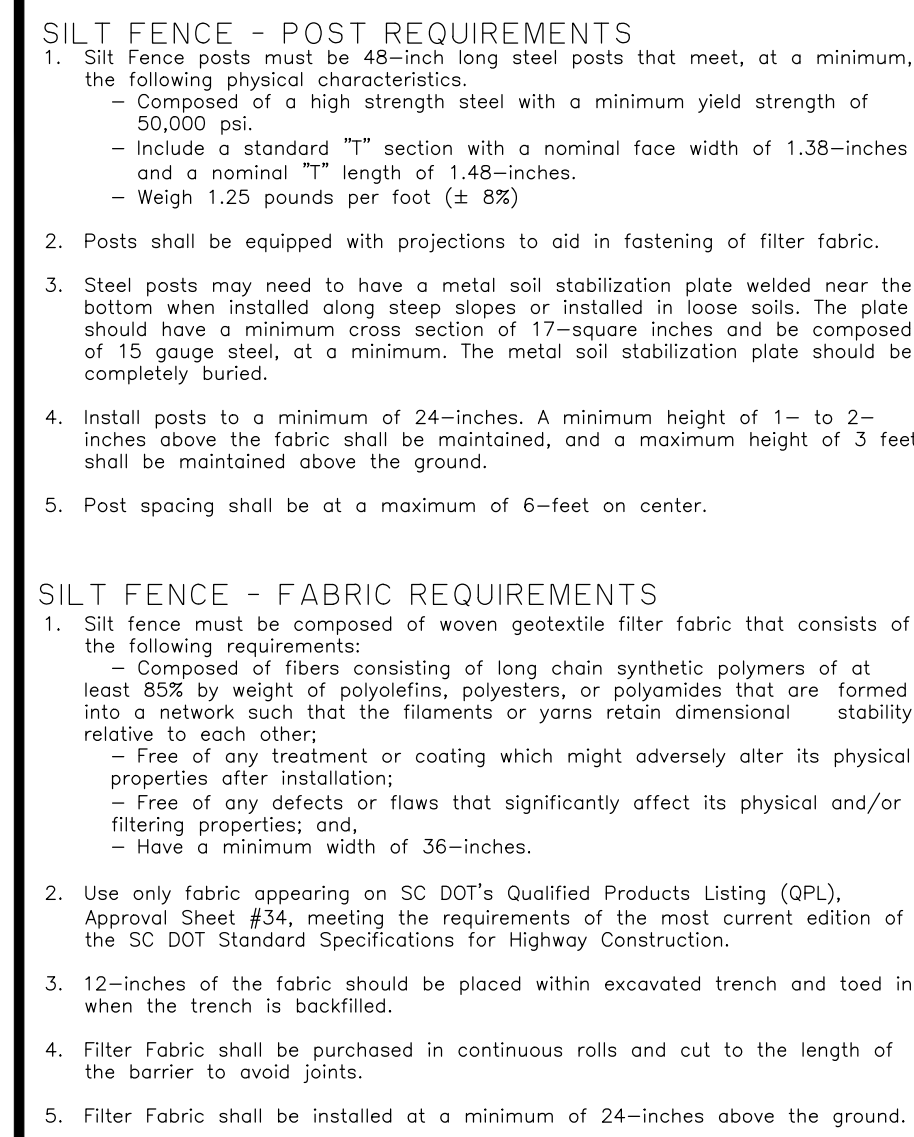 SILT FENCE - POST REQUIREMENTS
1. Silt Fence posts must be 48-inch long steel posts that meet, at a minimum,
the following physical characteristics.
- Composed of a high strength steel with a minimum yield strength of
50,000 psi.
- Include a standard "T" section with a nominal face width of 1.38-inches
and a nominal "T" length of 1.48-inches.
- Weigh 1.25 pounds per foot (± 8%)
2. Posts shall be equipped with projections to aid in fastening of filter fabric.
3. Steel posts may need to have a metal soil stabilization plate welded near the
bottom when installed along steep slopes or installed in loose soils. The plate
should have a minimum cross section of 17-square inches and be composed
of 15 gauge steel, at a minimum. The metal soil stabilization plate should be
completely buried.
4. Install posts to a minimum of 24-inches. A minimum height of 1- to 2-
inches above the fabric shall be maintained, and a maximum height of 3 feet
shall be maintained above the ground.
5. Post spacing shall be at a maximum of 6-feet on center.
SILT FENCE - FABRIC REQUIREMENTS
1. Silt fence must be composed of woven geotextile filter fabric that consists of
the following requirements:
- Composed of fibers consisting of long chain synthetic polymers of at
least 85% by weight of polyolefins, polyesters, or polyamides that are formed
into a network such that the filaments or yarns retain dimensional stability
relative to each other;
- Free of any treatment or coating which might adversely alter its physical
properties after installation;
- Free of any defects or flaws that significantly affect its physical and/or
filtering properties; and,
- Have a minimum width of 36-inches.
2. Use only fabric appearing on SC DOT's Qualified Products Listing (QPL),
Approval Sheet #34, meeting the requirements of the most current edition of
the SC DOT Standard Specifications for Highway Construction.
3. 12-inches of the fabric should be placed within excavated trench and toed in
when the trench is backfilled.
4. Filter Fabric shall be purchased in continuous rolls and cut to the length of
the barrier to avoid joints.
5. Filter Fabric shall be installed at a minimum of 24-inches above the ground.